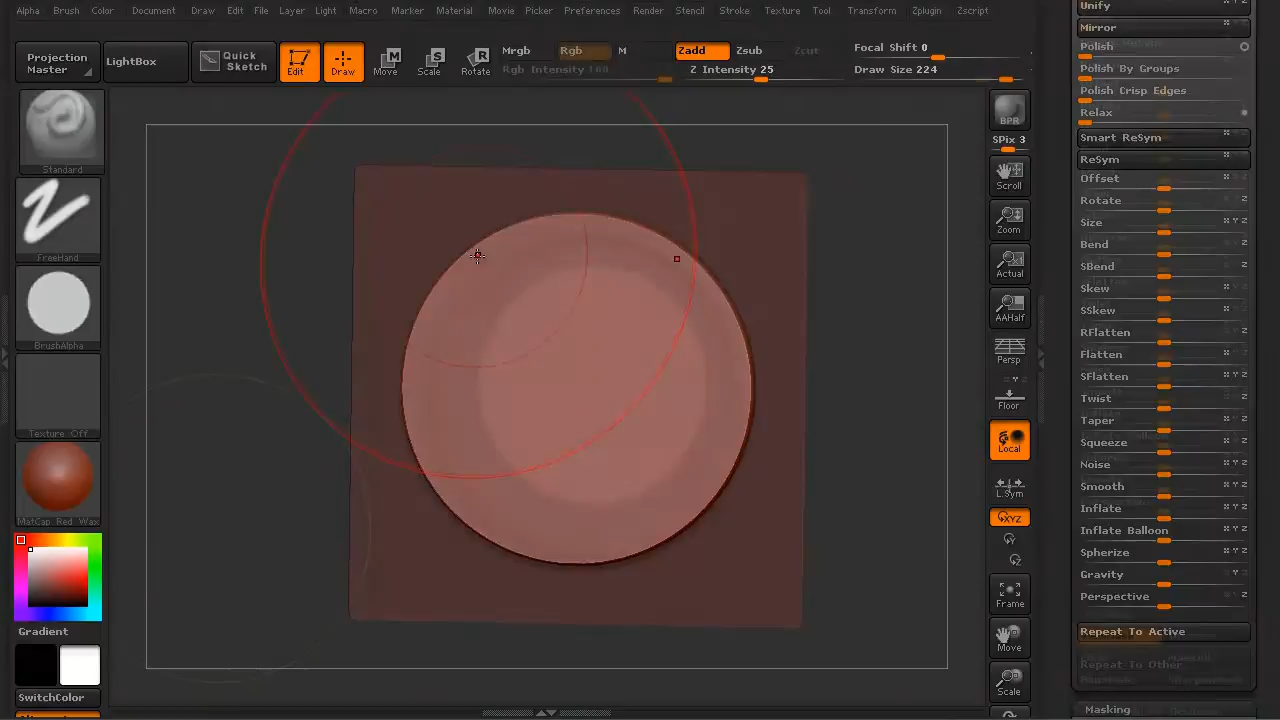 Alpha Brush Color Document Draw Edit File Layer Light Macro Marker Material Movie Picker Preferences Render Stencil Stroke Texture Tool Transform Zplugin Zscript
Projection Master
LightBox
Quick Sketch
Edit
Draw
Move
Scale
Rotate
Mrgb Rgb M
Rgb Intensity 100
Zadd Zsub Zcut
Z Intensity 25
Focal Shift 0
Draw Size 224
Standard
FreeHand
BrushAlpha
Texture Off
MatCap Red Wax
Gradient
SwitchColor
BPR
SPix 3
Scroll
Zoom
Actual
AAHalf
Persp
Floor
Local
L.Sym
XYZ
Frame
Move
Scale
Unify
Mirror
Polish
Polish By Groups
Polish Crisp Edges
Relax
Smart ReSym
ReSym
Offset
Rotate
Size
Bend
SBend
Skew
SSkew
RFlatten
Flatten
SFlatten
Twist
Taper
Squeeze
Noise
Smooth
Inflate
Inflate Balloon
Spherize
Gravity
Perspective
Repeat To Active
Repeat To Other
Masking